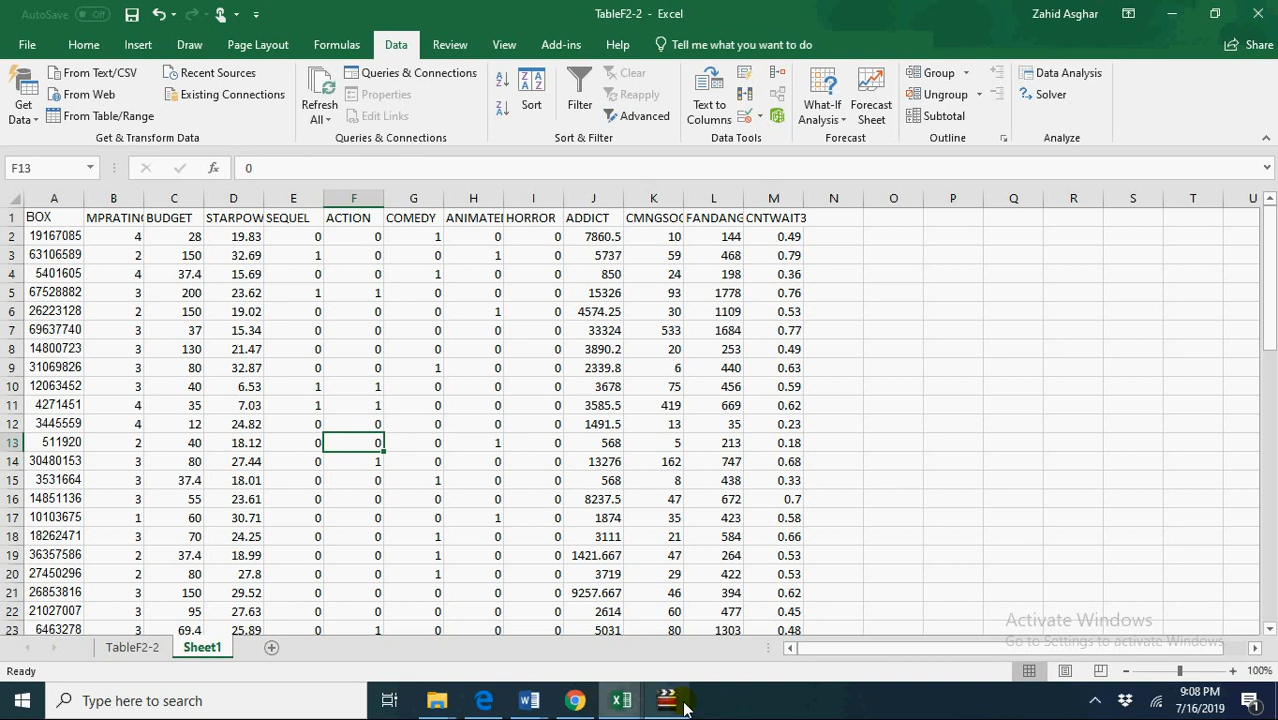 AutoSave Off TableF2-2 - Excel Zahid Asghar
File Home Insert Draw Page Layout Formulas Data Review View Add-ins Help Tell me what you want to do Share
From Text/CSV Recent Sources Queries & Connections Clear Group Data Analysis
From Web Existing Connections Properties Reapply Ungroup Solver
Get Data From Table/Range Refresh All Edit Links Sort Filter Advanced Text to Columns What-If Analysis Forecast Sheet Subtotal
Get & Transform Data Queries & Connections Sort & Filter Data Tools Forecast Outline Analyze
F13 fx 0
A B C D E F G H I J K L M N O P Q R S T U
1 BOX MPRATING BUDGET STARPOW SEQUEL ACTION COMEDY ANIMATE HORROR ADDICT CMNGSOO FANDANG CNTWAIT3
2 19167085 4 28 19.83 0 0 1 0 0 7860.5 10 144 0.49
3 63106589 2 150 32.69 1 0 0 1 0 5737 59 468 0.79
4 5401605 4 37.4 15.69 0 0 1 0 0 850 24 198 0.36
5 67528882 3 200 23.62 1 1 0 0 0 15326 93 1778 0.76
6 26223128 2 150 19.02 0 0 0 1 0 4574.25 30 1109 0.53
7 69637740 3 37 15.34 0 0 0 0 0 33324 533 1684 0.77
8 14800723 3 130 21.47 0 0 0 0 0 3890.2 20 253 0.49
9 31069826 3 80 32.87 0 0 1 0 0 2339.8 6 440 0.63
10 12063452 3 40 6.53 1 1 0 0 0 3678 75 456 0.59
11 4271451 4 35 7.03 1 1 0 0 0 3585.5 419 669 0.62
12 3445559 4 12 24.82 0 0 0 0 0 1491.5 13 35 0.23
13 511920 2 40 18.12 0 0 0 1 0 568 5 213 0.18
14 30480153 3 80 27.44 0 1 0 0 0 13276 162 747 0.68
15 3531664 3 37.4 18.01 0 0 1 0 0 568 8 438 0.33
16 14851136 3 55 23.61 0 0 0 0 0 8237.5 47 672 0.7
17 10103675 1 60 30.71 0 0 0 1 0 1874 35 423 0.58
18 18262471 3 70 24.25 0 0 1 0 0 3111 21 584 0.66
19 36357586 2 37.4 18.99 0 0 1 0 0 1421.667 47 264 0.53
20 27450296 2 80 27.8 0 0 1 0 0 3719 29 422 0.53
21 26853816 3 150 29.52 0 0 0 0 0 9257.667 46 394 0.62
22 21027007 3 95 27.63 0 0 0 0 0 2614 60 477 0.45
23 6463278 3 69.4 25.89 0 1 0 0 0 5031 80 1303 0.48
Activate Windows
Go to Settings to activate Windows.
TableF2-2 Sheet1
Ready 100%
Type here to search 9:08 PM
7/16/2019 1